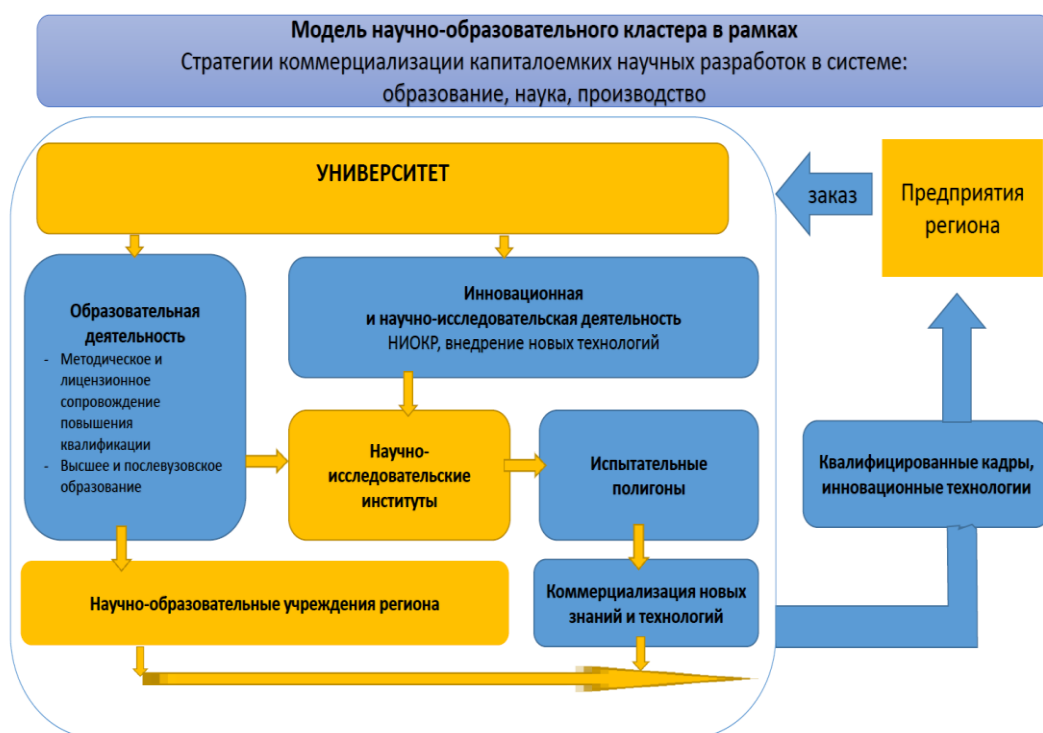 Модель научно-образовательного кластера в рамках
Стратегии коммерциализации капиталоемких научных разработок в системе:
образование, наука, производство
УНИВЕРСИТЕТ
заказ
Предприятия
региона
Образовательная
деятельность
- Методическое и
лицензионное
сопровождение
повышения
квалификации
- Высшее и послевузовское
образование
Инновационная
и научно-исследовательская деятельность
НИОКР, внедрение новых технологий
Научно-
исследовательские
институты
Испытательные
полигоны
Квалифицированные кадры,
инновационные технологии
Научно-образовательные учреждения региона
Коммерциализация новых
знаний и технологий